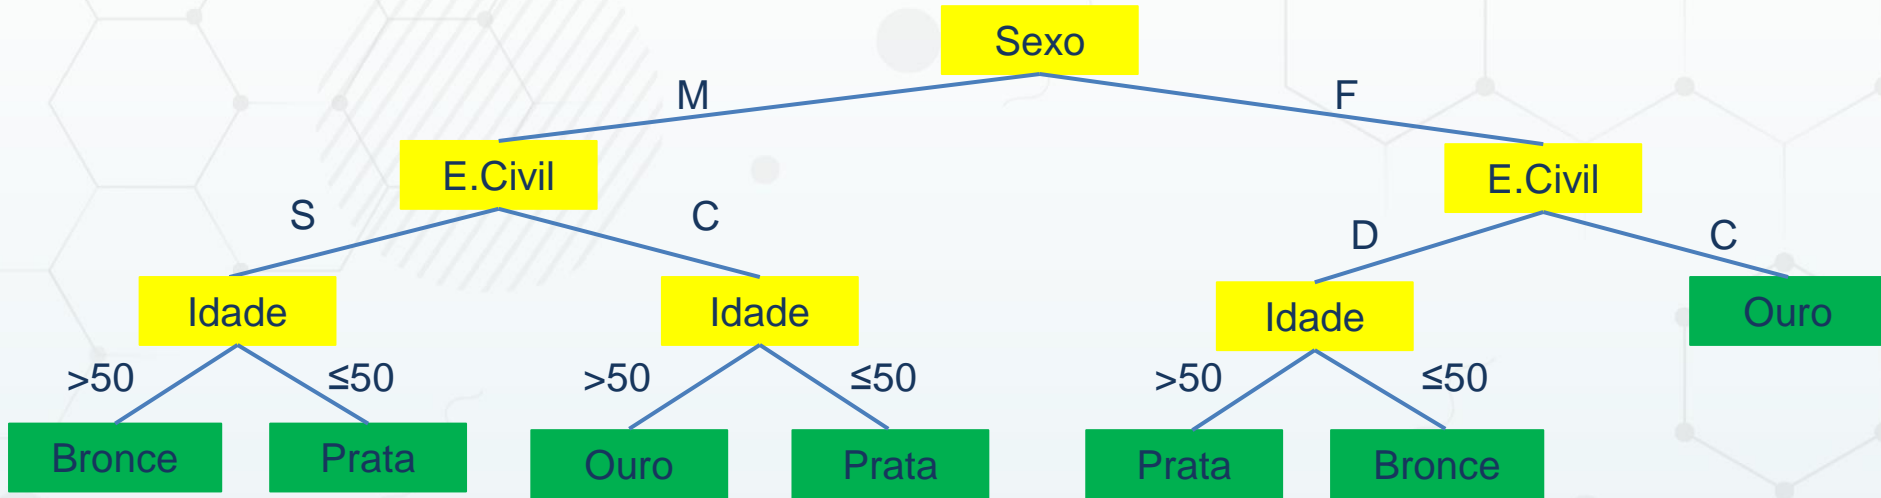 Sexo
M
F
E.Civil
E.Civil
S
C
D
C
Idade
Idade
Idade
Ouro
>50
≤50
>50
≤50
>50
≤50
Bronce
Prata
Ouro
Prata
Prata
Bronce